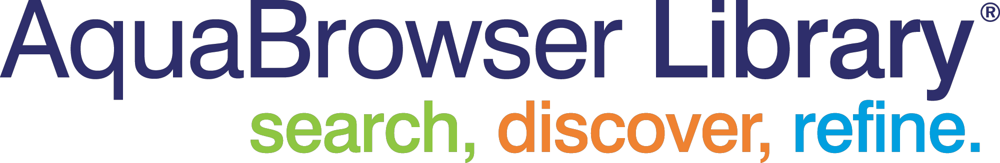 AquaBrowser Library®
search, discover, refine.